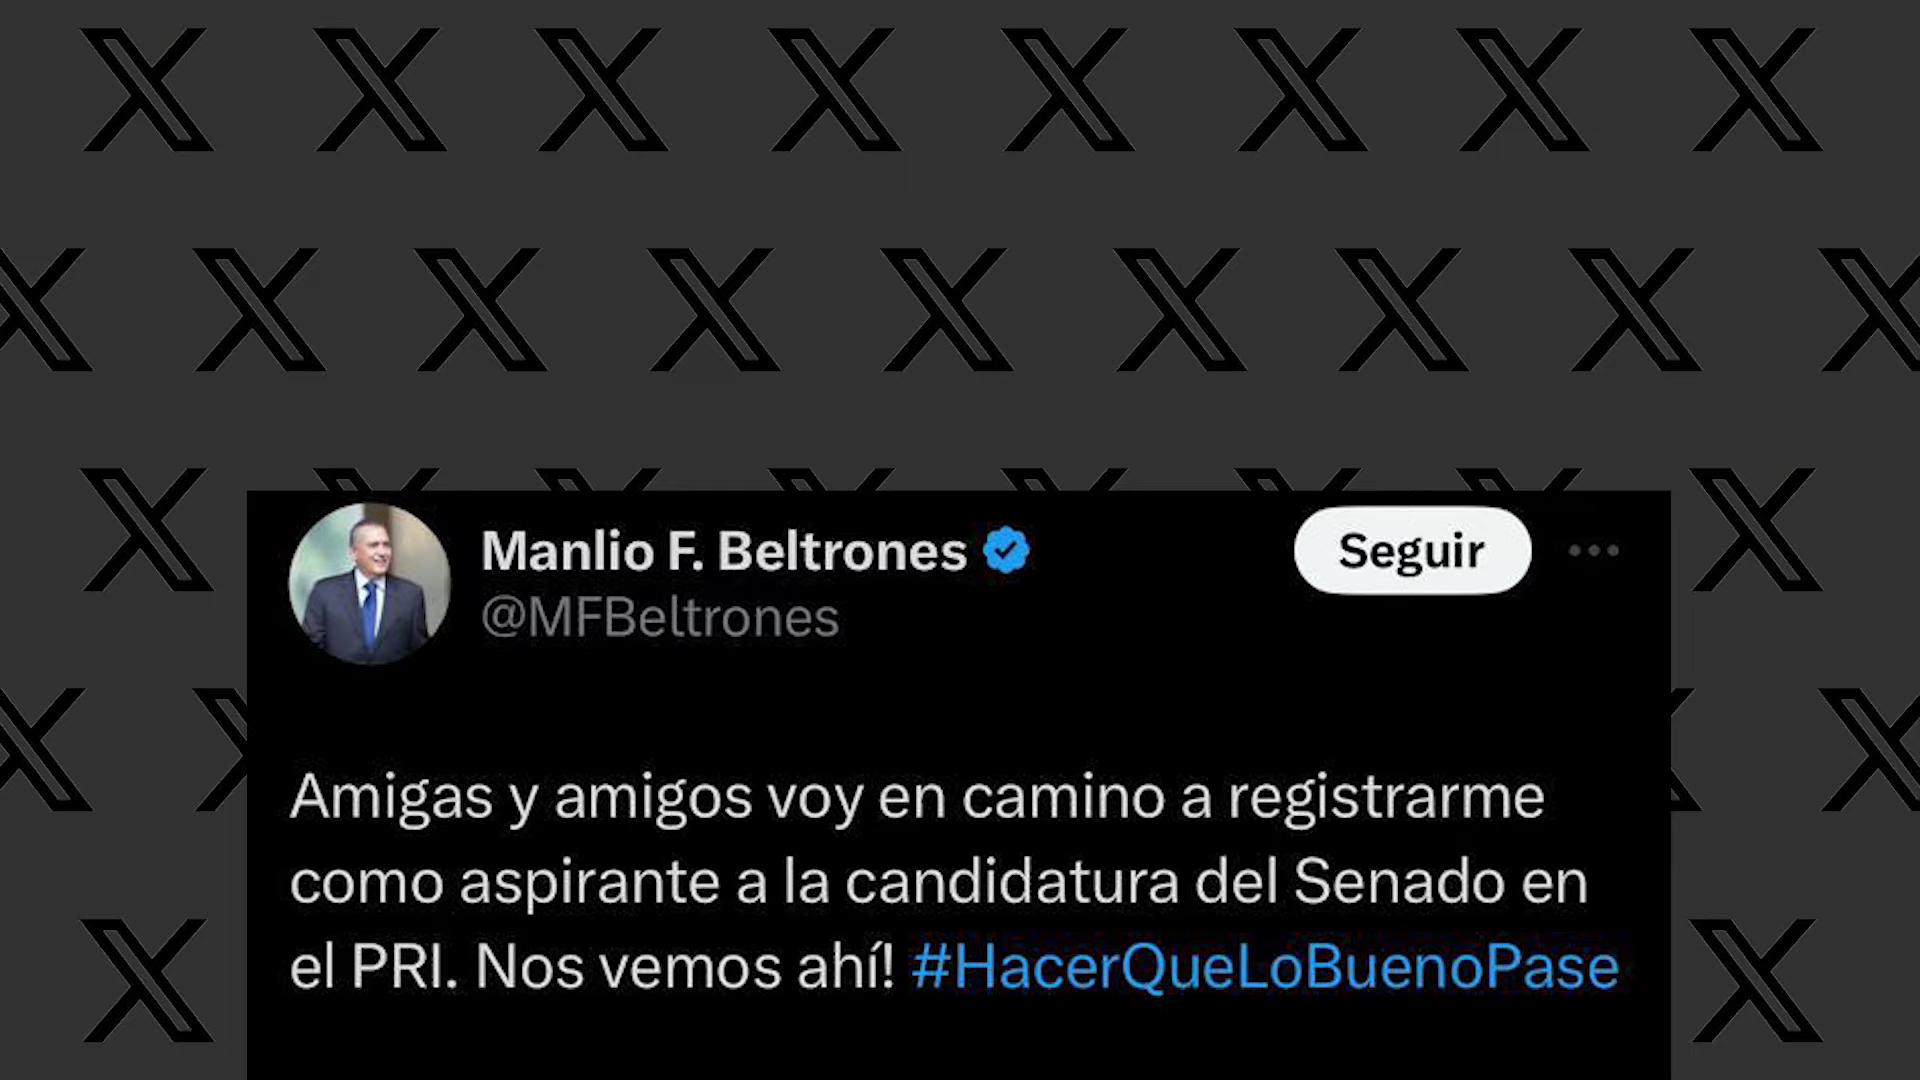 Manlio F. Beltrones
Seguir
@MFBeltrones
Amigas y amigos voy en camino a registrarme
como aspirante a la candidatura del Senado en
el PRI. Nos vemos ahí! #HacerQueLoBuenoPase